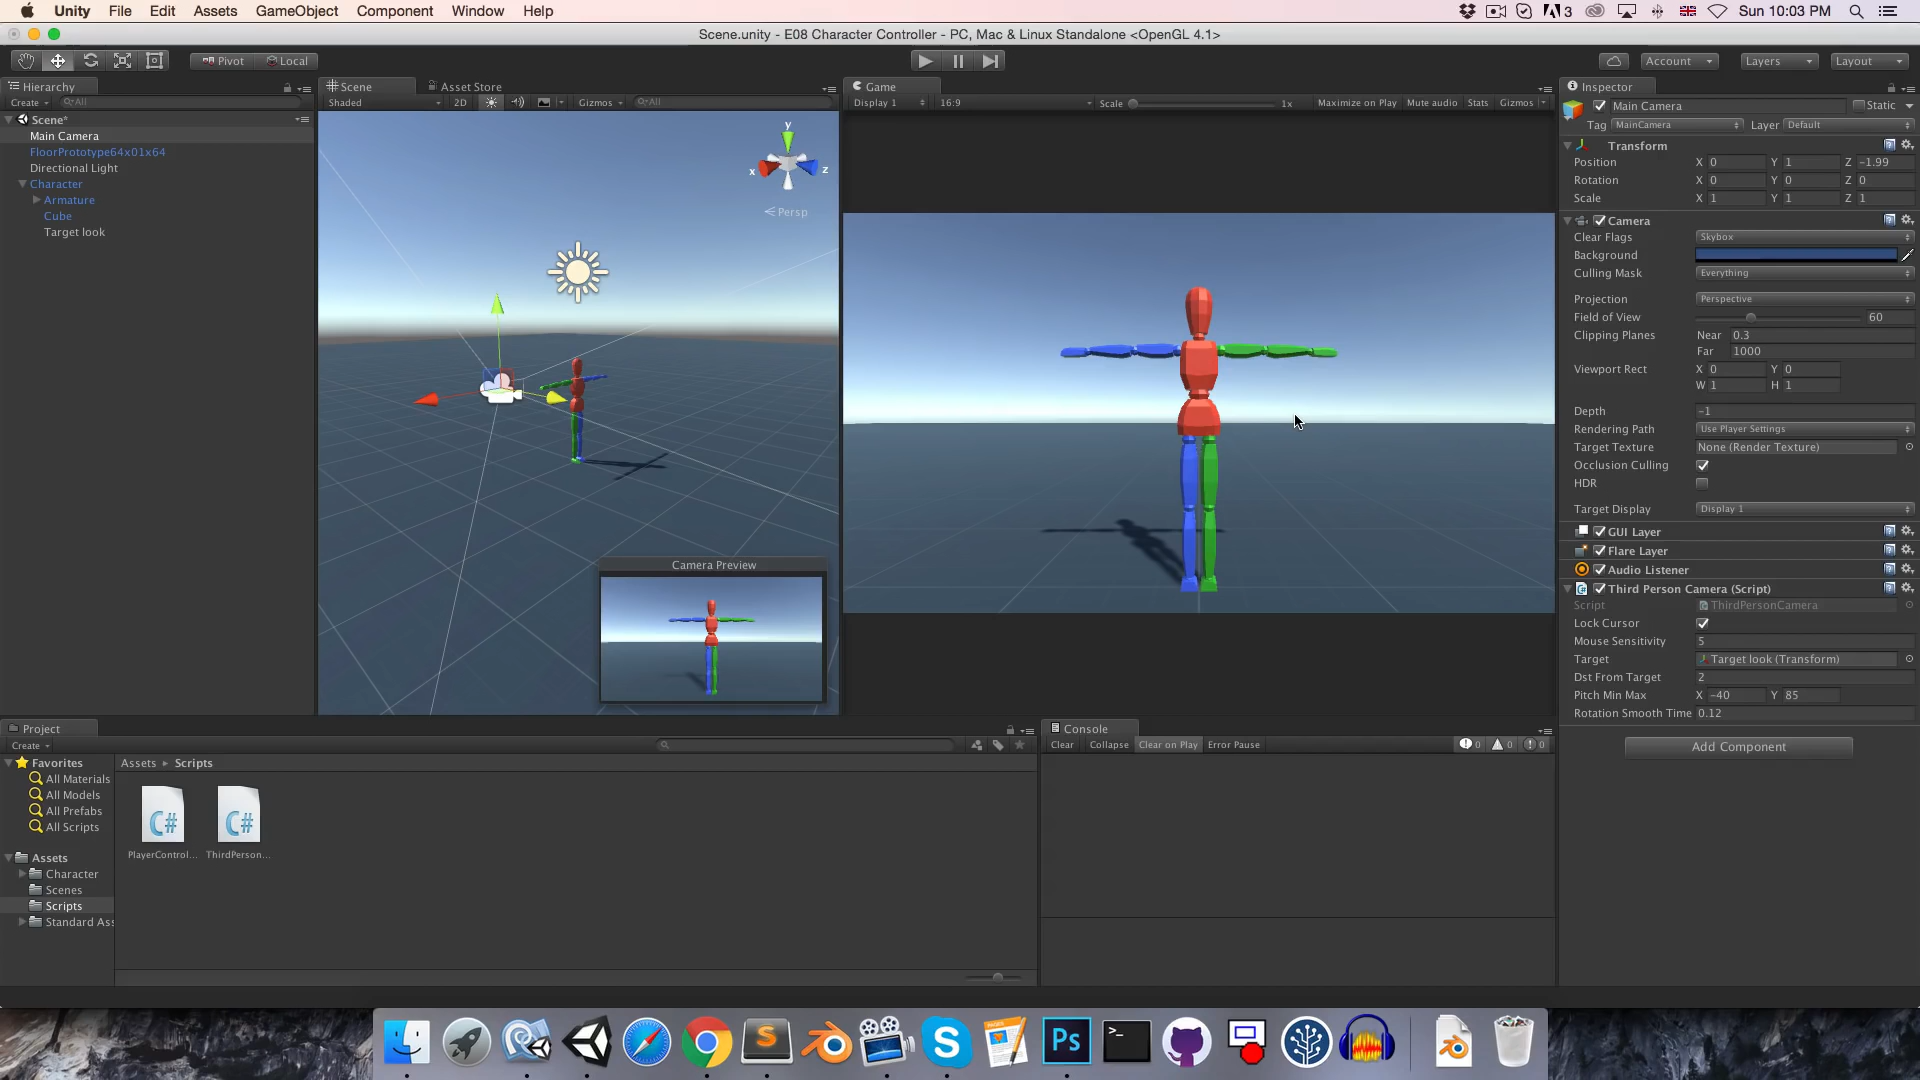 Unity File Edit Assets GameObject Component Window Help
3 Sun 10:03 PM
Scene.unity - E08 Character Controller - PC, Mac & Linux Standalone <OpenGL 4.1>
Pivot Local Account Layers Layout
Hierarchy
Create All
Scene*
Main Camera
FloorPrototype64x01x64
Directional Light
Character
Armature
Cube
Target look
Scene Asset Store
Shaded 2D Gizmos All
y
x z
Persp
Camera Preview
Game
Display 1 16:9 Scale 1x Maximize on Play Mute audio Stats Gizmos
Inspector
Main Camera Static
Tag MainCamera Layer Default
Transform
Position X 0 Y 1 Z -1.99
Rotation X 0 Y 0 Z 0
Scale X 1 Y 1 Z 1
Camera
Clear Flags Skybox
Background
Culling Mask Everything
Projection Perspective
Field of View 60
Clipping Planes Near 0.3
Far 1000
Viewport Rect X 0 Y 0
W 1 H 1
Depth -1
Rendering Path Use Player Settings
Target Texture None (Render Texture)
Occlusion Culling
HDR
Target Display Display 1
GUI Layer
Flare Layer
Audio Listener
Third Person Camera (Script)
Script ThirdPersonCamera
Lock Cursor
Mouse Sensitivity 5
Target Target look (Transform)
Dst From Target 2
Pitch Min Max X -40 Y 85
Rotation Smooth Time 0.12
Add Component
Project
Create
Favorites
All Materials
All Models
All Prefabs
All Scripts
Assets
Character
Scenes
Scripts
Standard Ass
Assets Scripts
C# C#
PlayerControl... ThirdPerson...
Console
Clear Collapse Clear on Play Error Pause 0 0 0
S S PAGES Ps >_